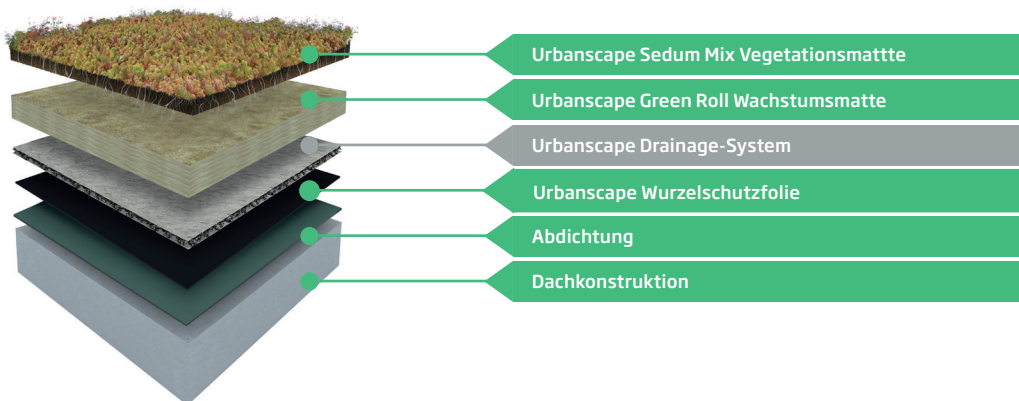 Urbanscape Sedum Mix Vegetationsmattte
Urbanscape Green Roll Wachstumsmatte
Urbanscape Drainage-System
Urbanscape Wurzelschutzfolie
Abdichtung
Dachkonstruktion